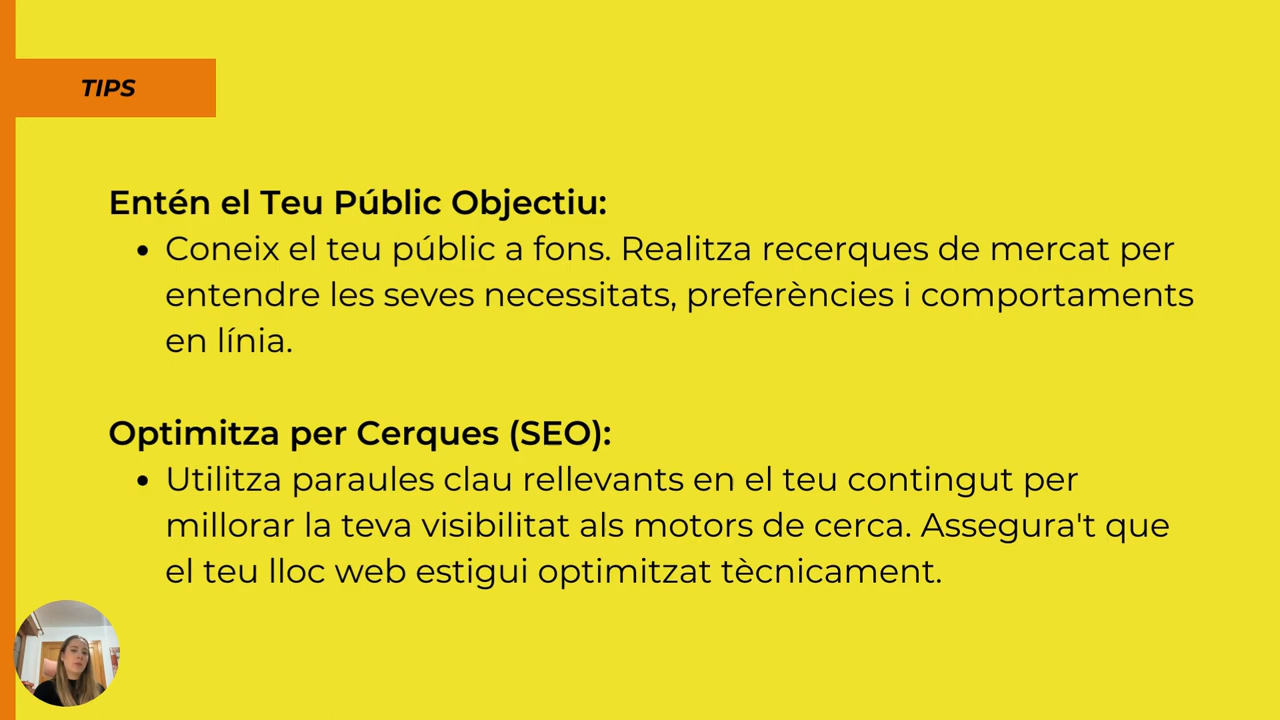 TIPS
Entén el Teu Públic Objectiu:
• Coneix el teu públic a fons. Realitza recerques de mercat per
entendre les seves necessitats, preferències i comportaments
en línia.
Optimitza per Cerques (SEO):
• Utilitza paraules clau rellevants en el teu contingut per
millorar la teva visibilitat als motors de cerca. Assegura't que
el teu lloc web estigui optimitzat tècnicament.